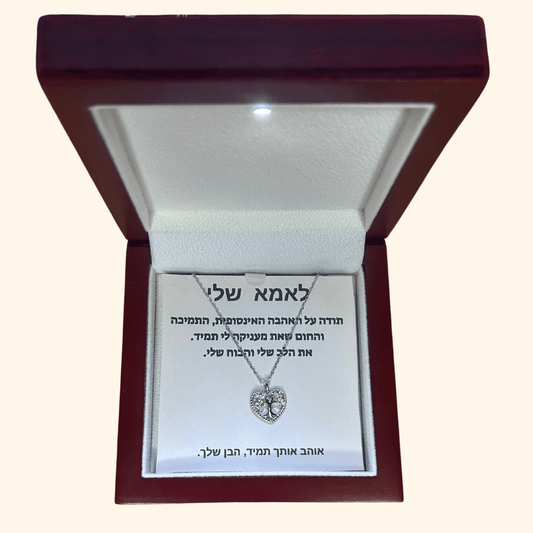 לאמא שלי
תודה על האהבה האינסופית, התמיכה
והחום שאת מעניקה לי תמיד.
את הלב שלי והכוח שלי.
אוהב אותך תמיד, הבן שלך.